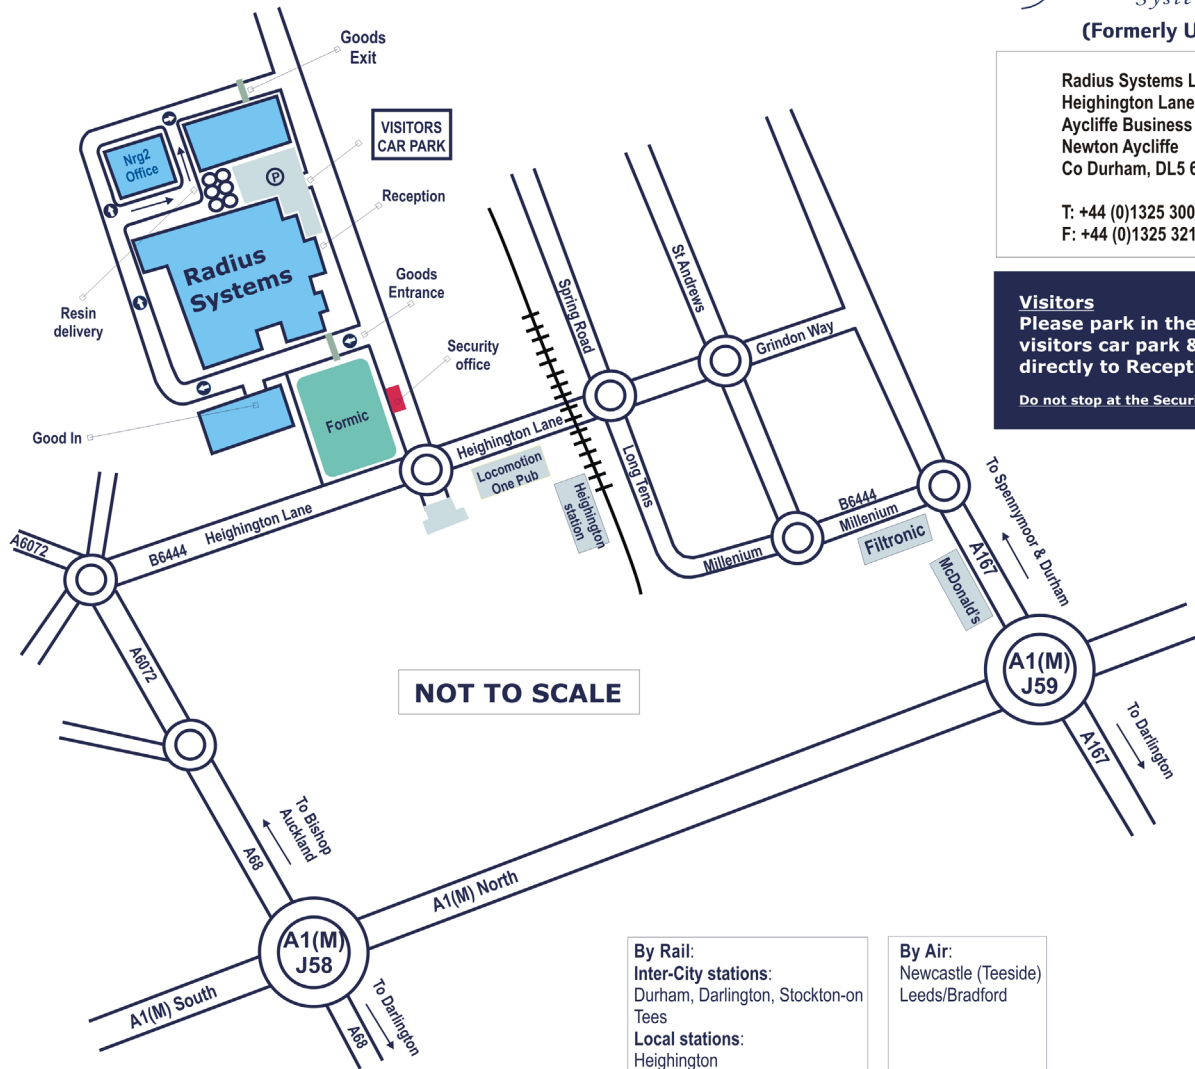 (Formerly U
Radius Systems L
Heighington Lane
Aycliffe Business
Newton Aycliffe
Co Durham, DL5 6
T: +44 (0)1325 300
F: +44 (0)1325 321
Visitors
Please park in the
visitors car park &
directly to Recept
Do not stop at the Securi
Goods
Exit
VISITORS
CAR PARK
Nrg2
Office
P
Reception
Radius
Systems
Goods
Entrance
Resin
delivery
Security
office
Formic
Good In
Spring Road
St Andrews
Grindon Way
Heighington Lane
Locomotion
One Pub
Heighington
station
Long Tens
B6444
Millenium
Millenium
Filtronic
McDonald's
A167
To Spennymoor & Durham
A6072
B6444 Heighington Lane
A6072
NOT TO SCALE
A1(M)
J59
A167
To Darlington
To Bishop
Auckland
A68
A1(M) North
A1(M)
J58
A1(M) South
A68
To Darlington
By Rail:
Inter-City stations:
Durham, Darlington, Stockton-on
Tees
Local stations:
Heighington
By Air:
Newcastle (Teeside)
Leeds/Bradford